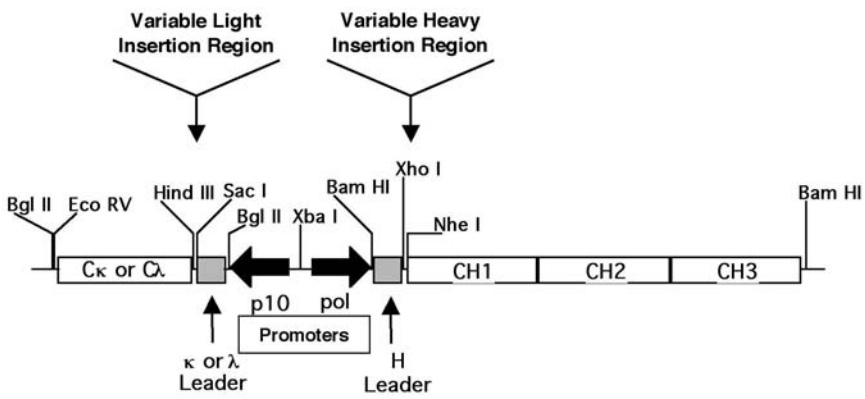 Variable Light
Insertion Region
Variable Heavy
Insertion Region
Bgl II
Eco RV
Hind III
Sac I
Bgl II
Xba I
Bam HI
Xho I
Nhe I
Bam HI
Cκ or Cλ
CH1
CH2
CH3
p10
pol
Promoters
κ or λ
Leader
H
Leader